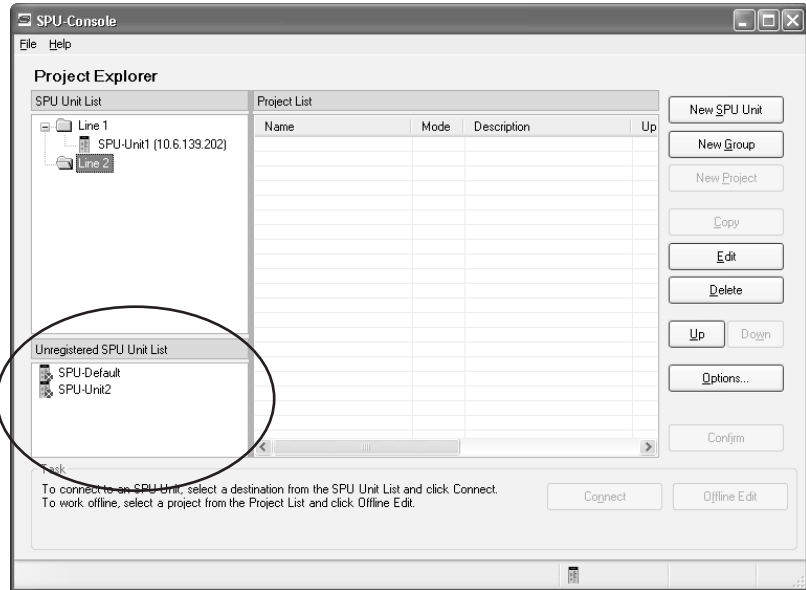 SPU-Console
File Help
Project Explorer
SPU Unit List
Project List
Line 1
SPU-Unit1 (10.6.139.202)
Line 2
Name Mode Description Up
New SPU Unit
New Group
New Project
Copy
Edit
Delete
Up Down
Options...
Confirm
Unregistered SPU Unit List
SPU-Default
SPU-Unit2
Task
To connect to an SPU Unit, select a destination from the SPU Unit List and click Connect.
To work offline, select a project from the Project List and click Offline Edit.
Connect Offline Edit